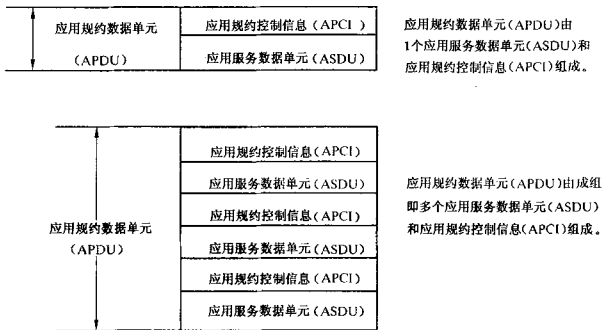 应用规约数据单元
(APDU)
应用规约控制信息(APCI)
应用服务数据单元(ASDU)
应用规约数据单元(APDU)由
1个应用服务数据单元(ASDU)和
应用规约控制信息(APCI)组成。
应用规约数据单元
(APDU)
应用规约控制信息(APCI)
应用服务数据单元(ASDU)
应用规约控制信息(APCI)
应用服务数据单元(ASDU)
应用规约控制信息(APCI)
应用服务数据单元(ASDU)
应用规约数据单元(APDU)由成组
即多个应用服务数据单元(ASDU)
和应用规约控制信息(APCI)组成。